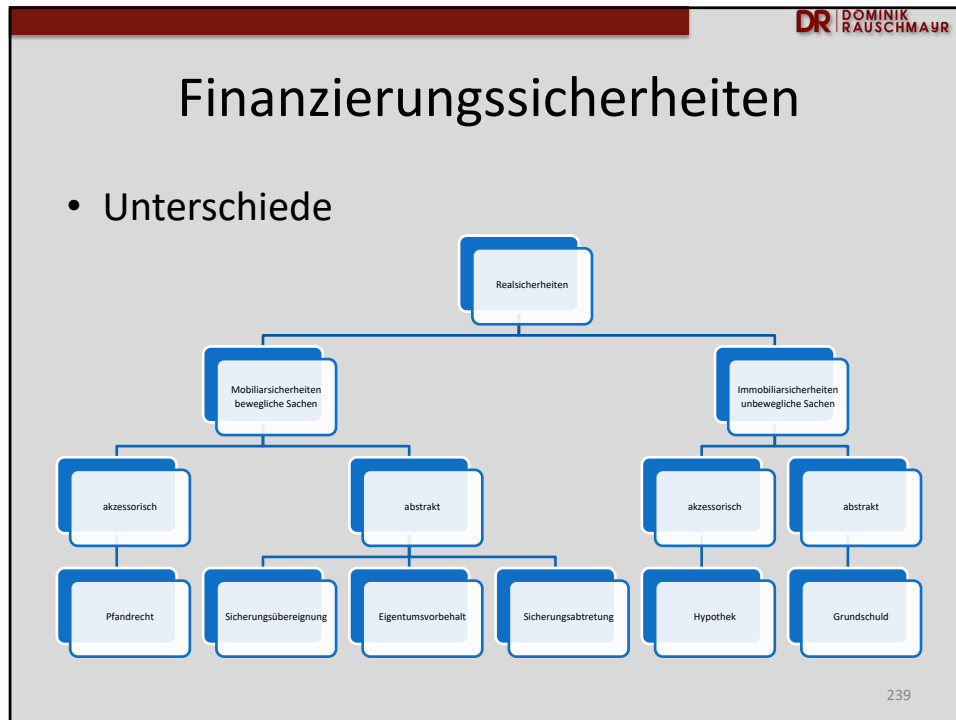 DR DOMINIK
RAUSCHMAYR
Finanzierungssicherheiten
• Unterschiede
Realsicherheiten
Mobiliarsicherheiten
bewegliche Sachen
Immobiliarsicherheiten
unbewegliche Sachen
akzessorisch
abstrakt
akzessorisch
abstrakt
Pfandrecht
Sicherungsübereignung
Eigentumsvorbehalt
Sicherungsabtretung
Hypothek
Grundschuld
239